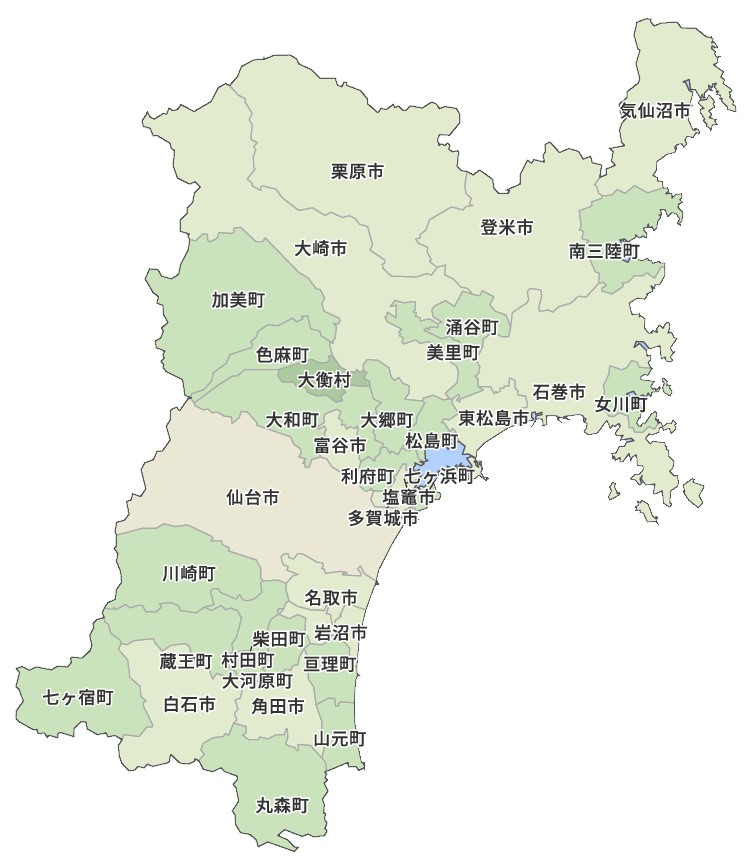 気仙沼市
栗原市
登米市
大崎市
南三陸町
加美町
涌谷町
色麻町
美里町
大衡村
石巻市
女川町
大和町
大郷町
東松島市
富谷市
松島町
利府町
七ヶ浜町
仙台市
塩竈市
多賀城市
川崎町
名取市
岩沼市
柴田町
蔵王町
村田町
亘理町
大河原町
七ヶ宿町
白石市
角田市
山元町
丸森町